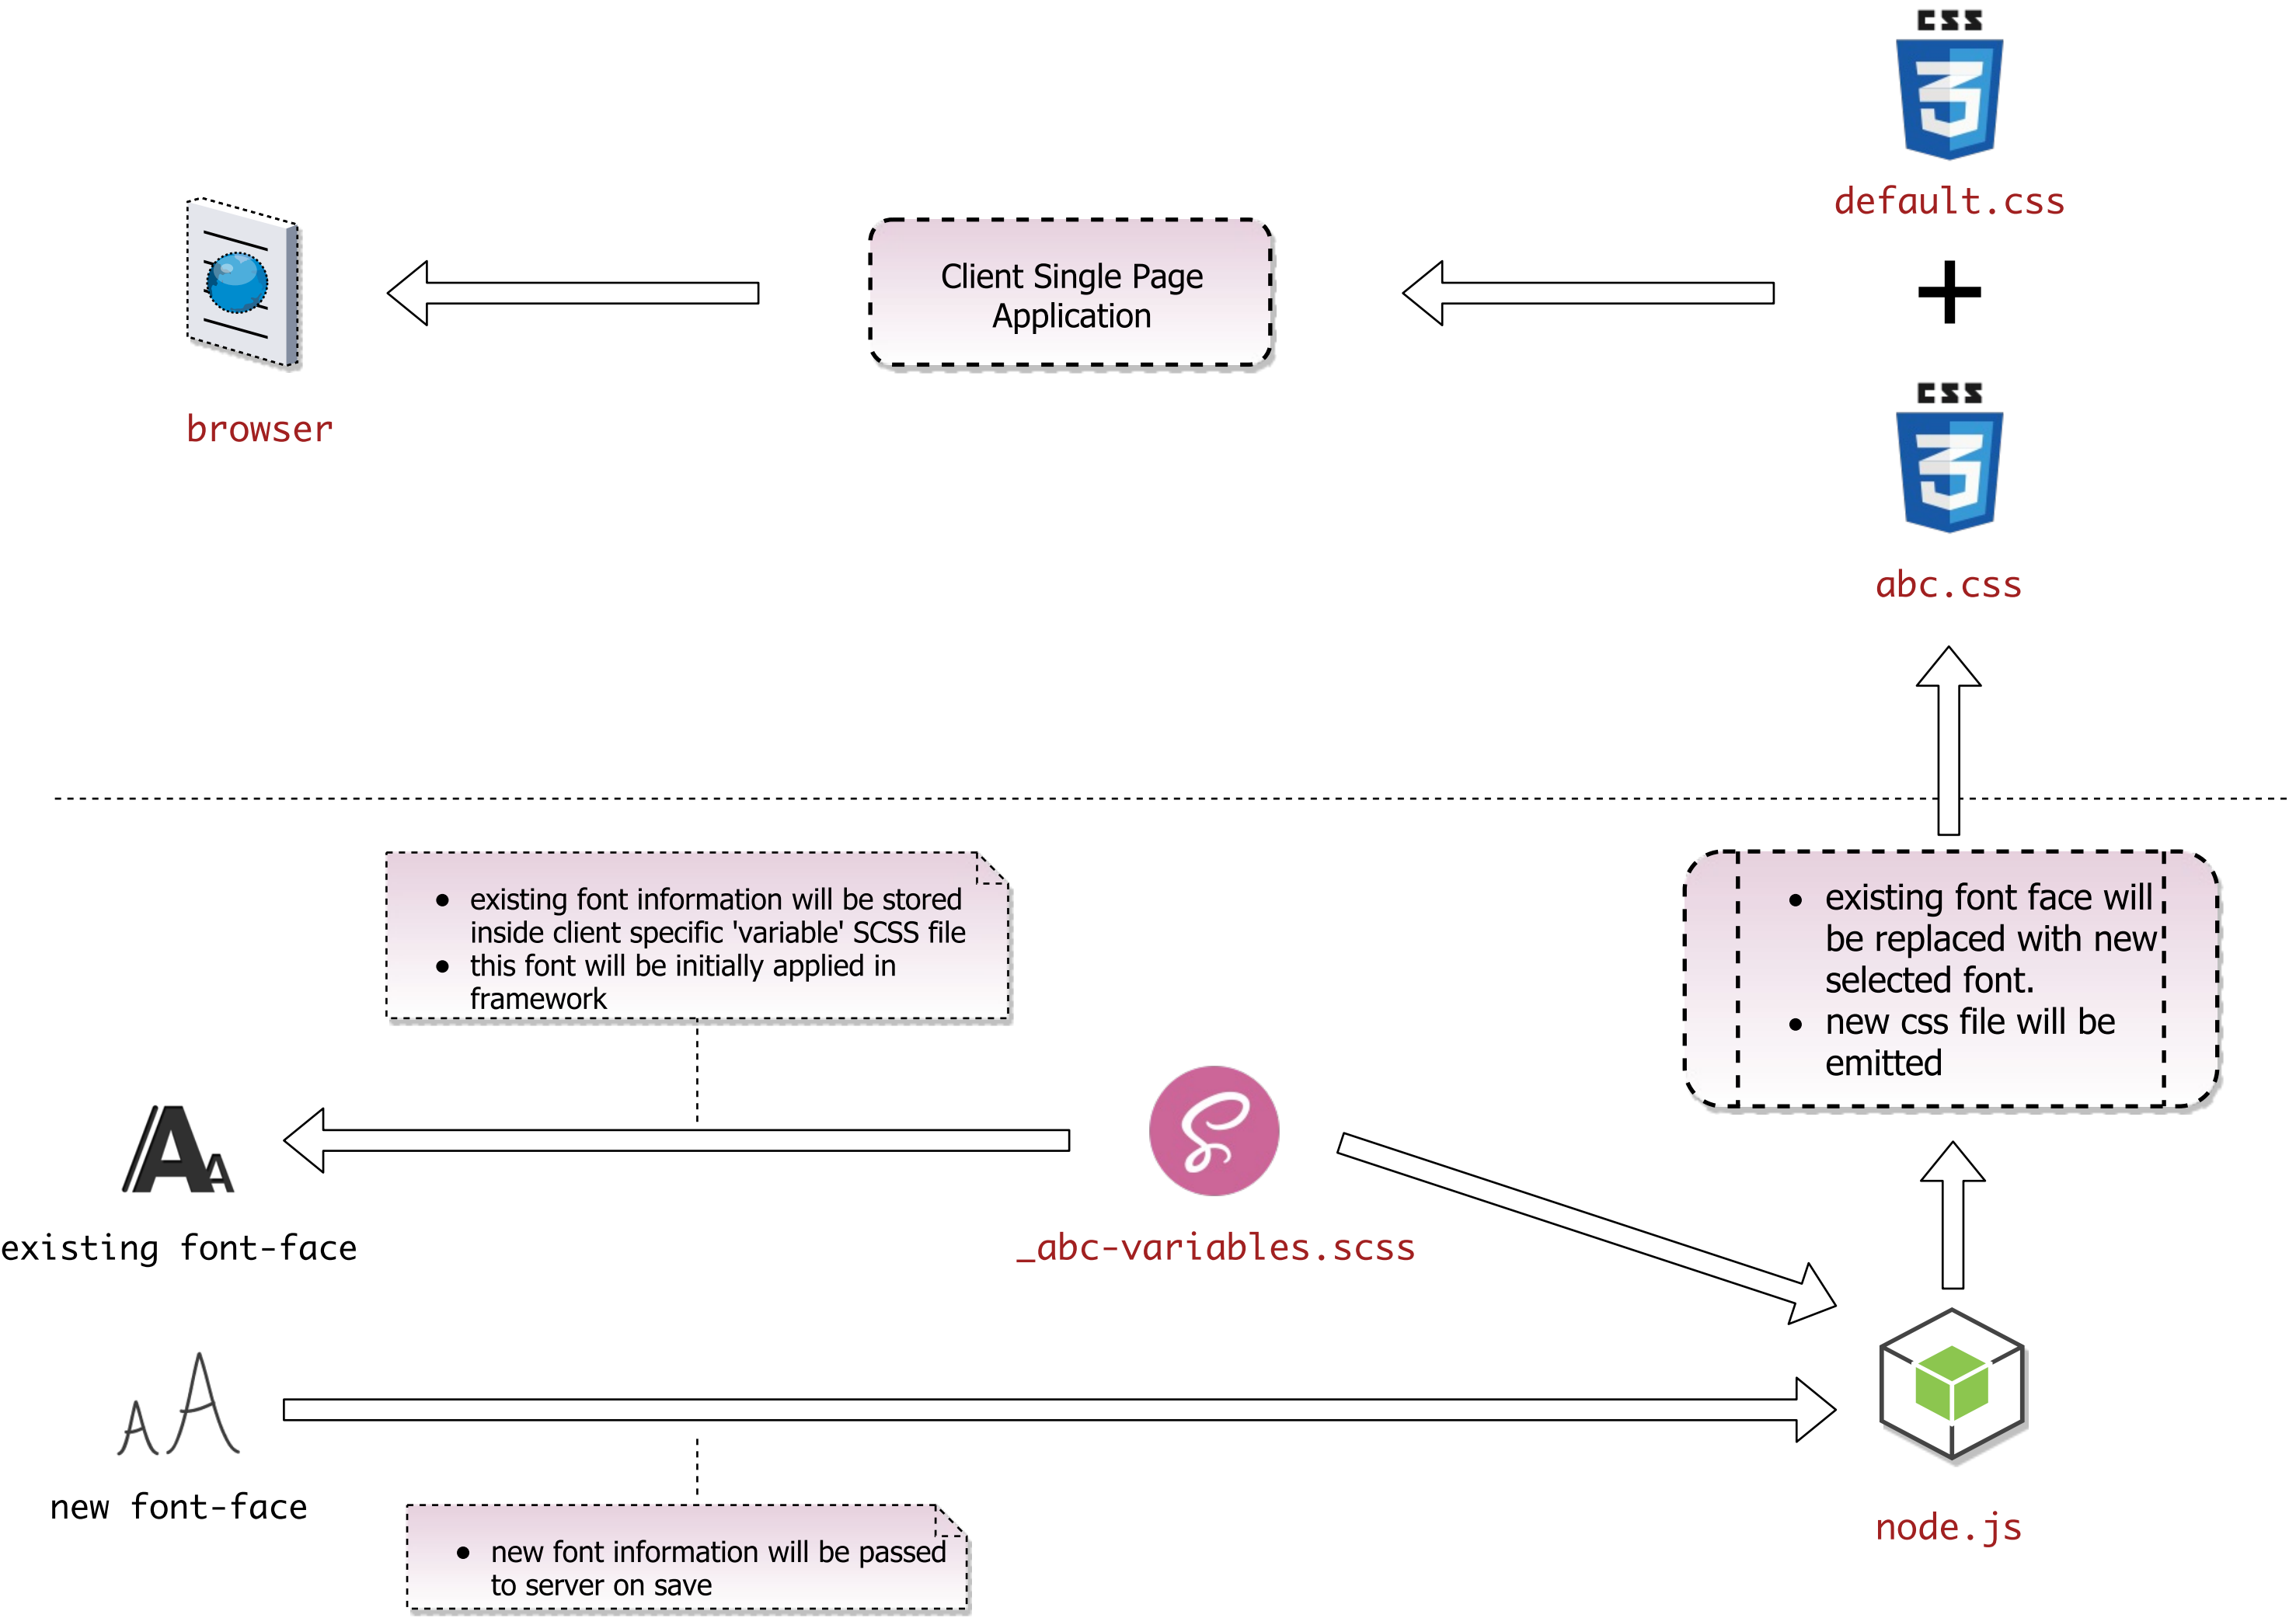 CSS
default.css
Client Single Page
Application
browser
CSS
abc.css
• existing font information will be stored
inside client specific 'variable' SCSS file
• this font will be initially applied in
framework
• existing font face will
be replaced with new
selected font.
• new css file will be
emitted
existing font-face
_abc-variables.scss
new font-face
• new font information will be passed
to server on save
node.js